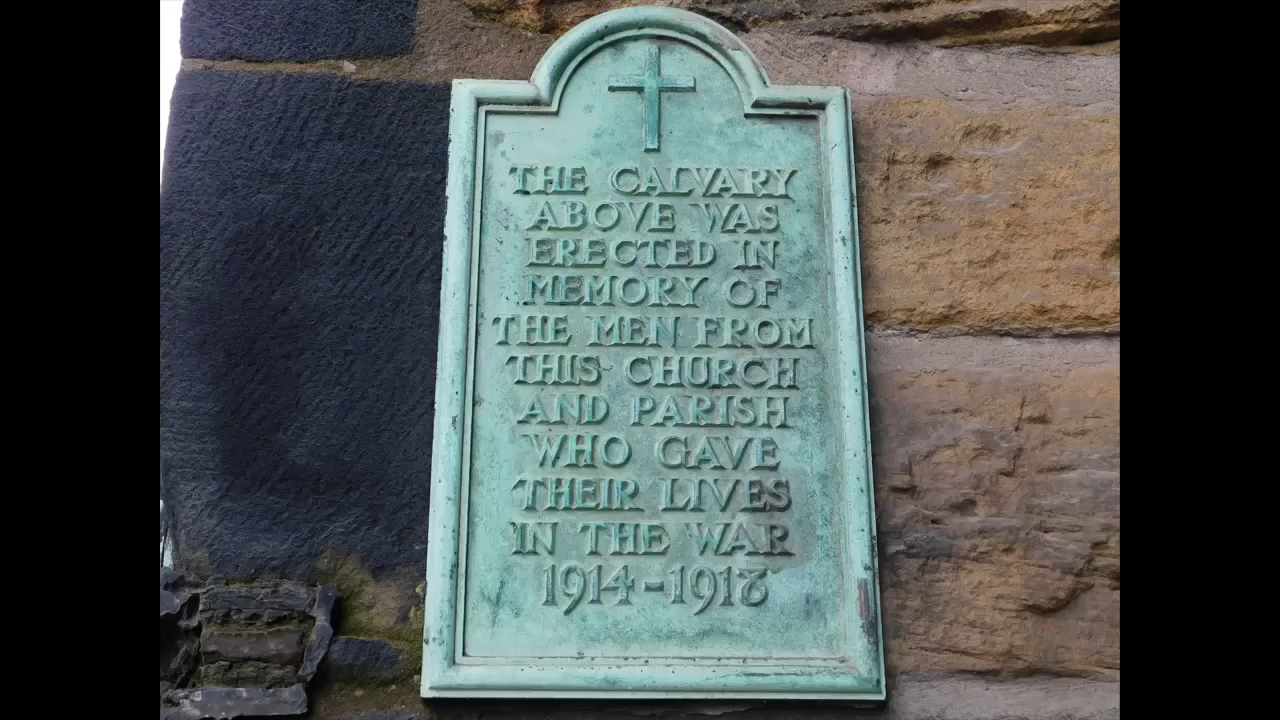 THE CALVARY
ABOVE WAS
ERECTED IN
MEMORY OF
THE MEN FROM
THIS CHURCH
AND PARISH
WHO GAVE
THEIR LIVES
IN THE WAR
1914-1918